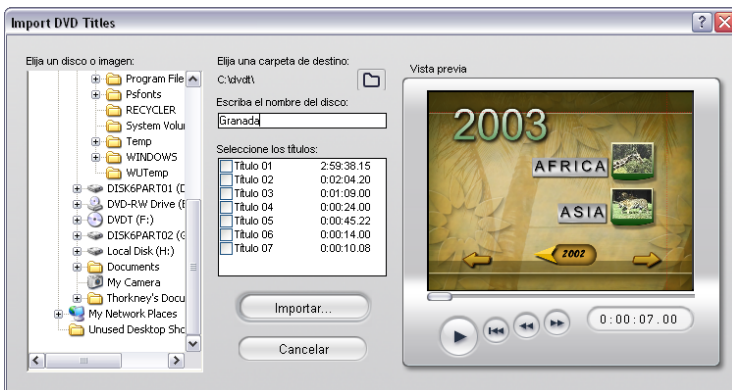 Import DVD Titles
Elija un disco o imagen:
Program File
Psfonts
RECYCLER
System Volu
Temp
WINDOWS
WUTemp
DISK6PART01 (D
DVD-RW Drive (E
DVDT (F:)
DISK6PART02 (G
Local Disk (H:)
Documents
My Camera
Thorkney's Docu
My Network Places
Unused Desktop Shc
Elija una carpeta de destino:
C:\dvdt\
Escriba el nombre del disco:
Granada
Seleccione los títulos:
Título 01 2:59:38.15
Título 02 0:02:04.20
Título 03 0:01:09.00
Título 04 0:00:24.00
Título 05 0:00:45.22
Título 06 0:00:14.00
Título 07 0:00:10.08
Importar...
Cancelar
Vista previa
2003
AFRICA
ASIA
2002
0:00:07.00